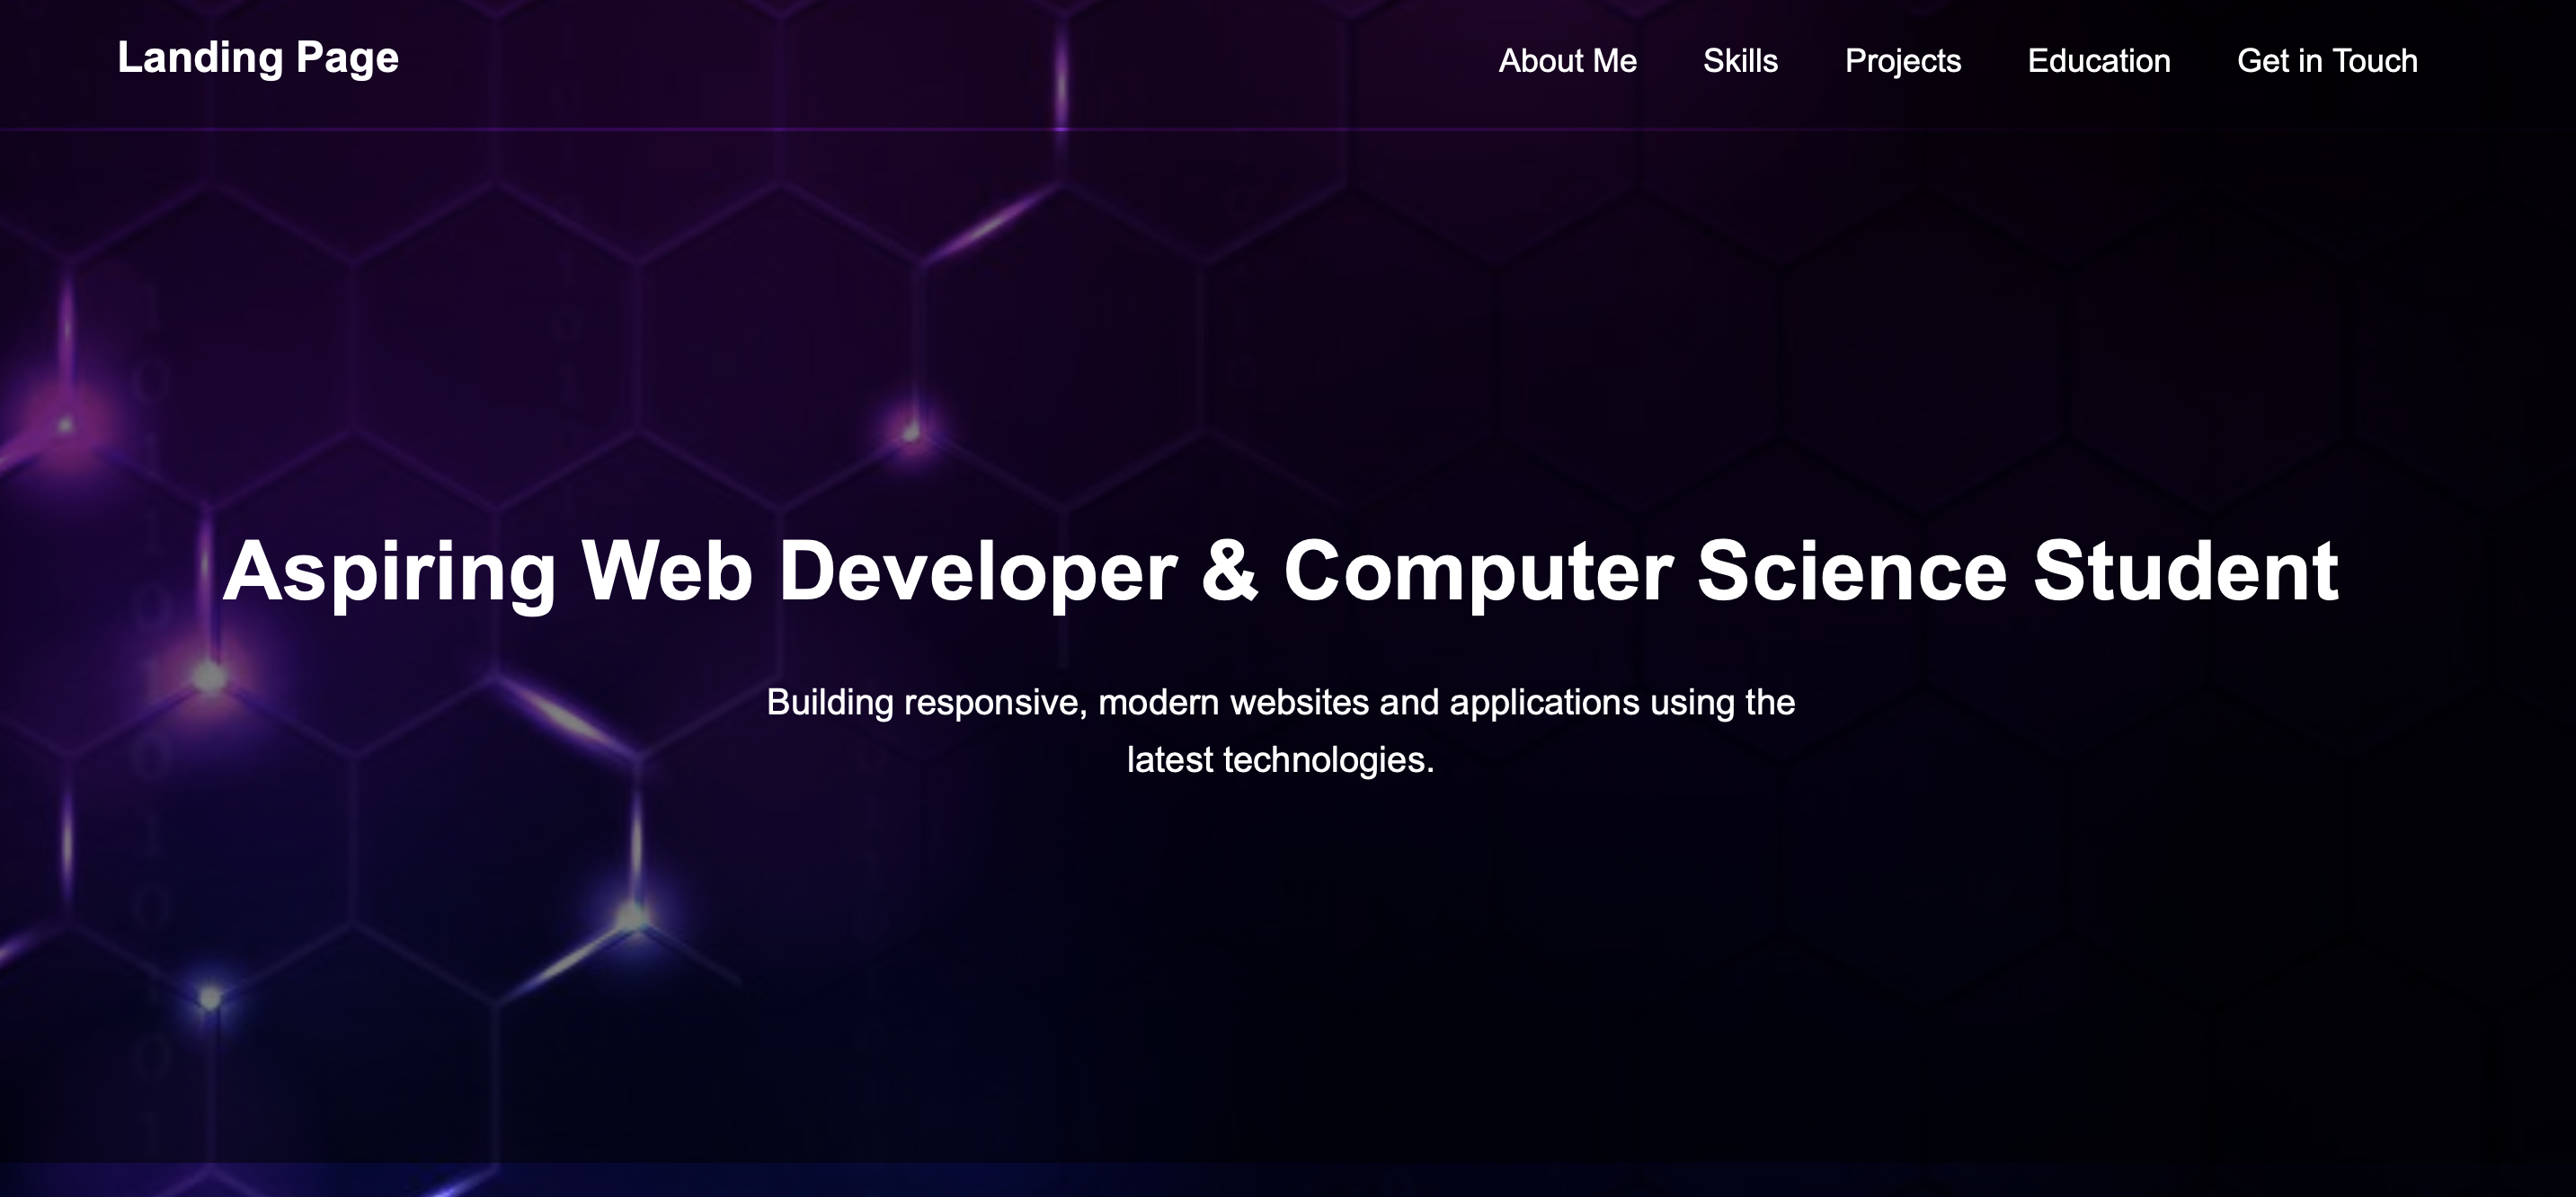 Landing Page
About Me Skills Projects Education Get in Touch
Aspiring Web Developer & Computer Science Student
Building responsive, modern websites and applications using the
latest technologies.